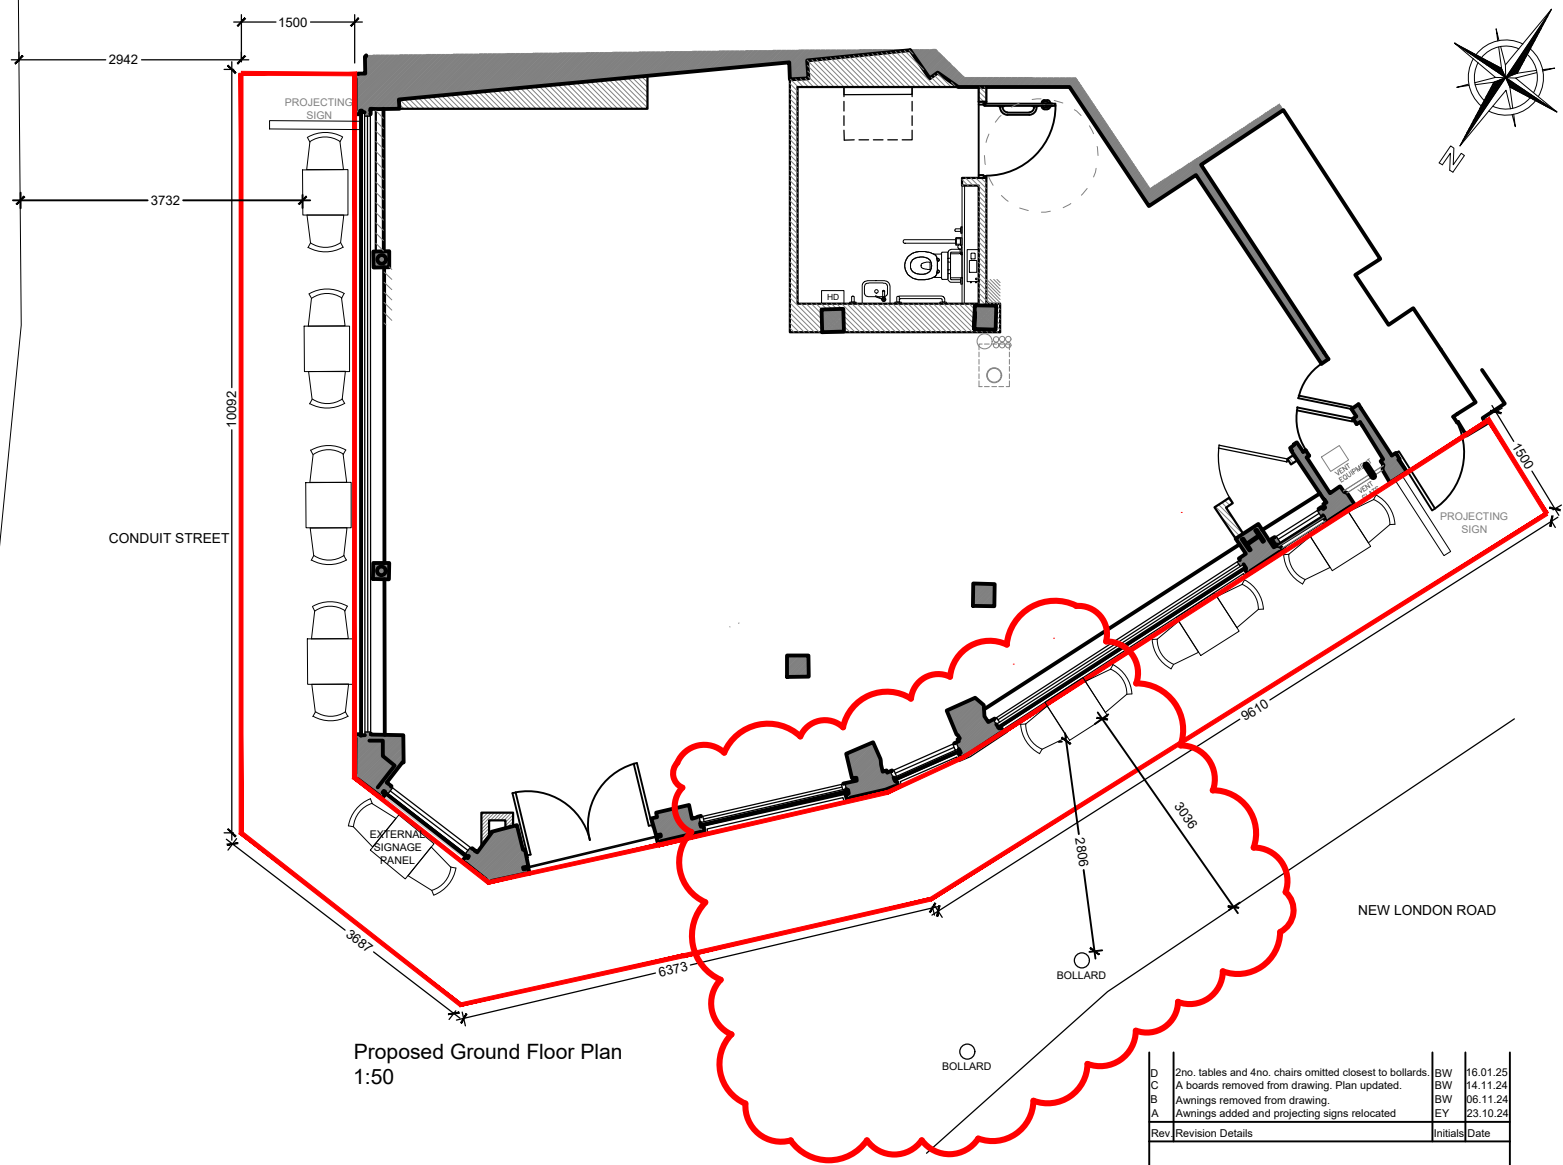 1500
2942
PROJECTING
SIGN
3732
N
HD
10092
CONDUIT STREET
VENT
EQUIPMENT
VENT
1500
PROJECTING
SIGN
9610
3036
2806
EXTERNAL
SIGNAGE
PANEL
NEW LONDON ROAD
3687
6373
BOLLARD
BOLLARD
Proposed Ground Floor Plan
1:50
D 2no. tables and 4no. chairs omitted closest to bollards. BW 16.01.25
C A boards removed from drawing. Plan updated. BW 14.11.24
B Awnings removed from drawing. BW 06.11.24
A Awnings added and projecting signs relocated EY 23.10.24
Rev. Revision Details Initials Date